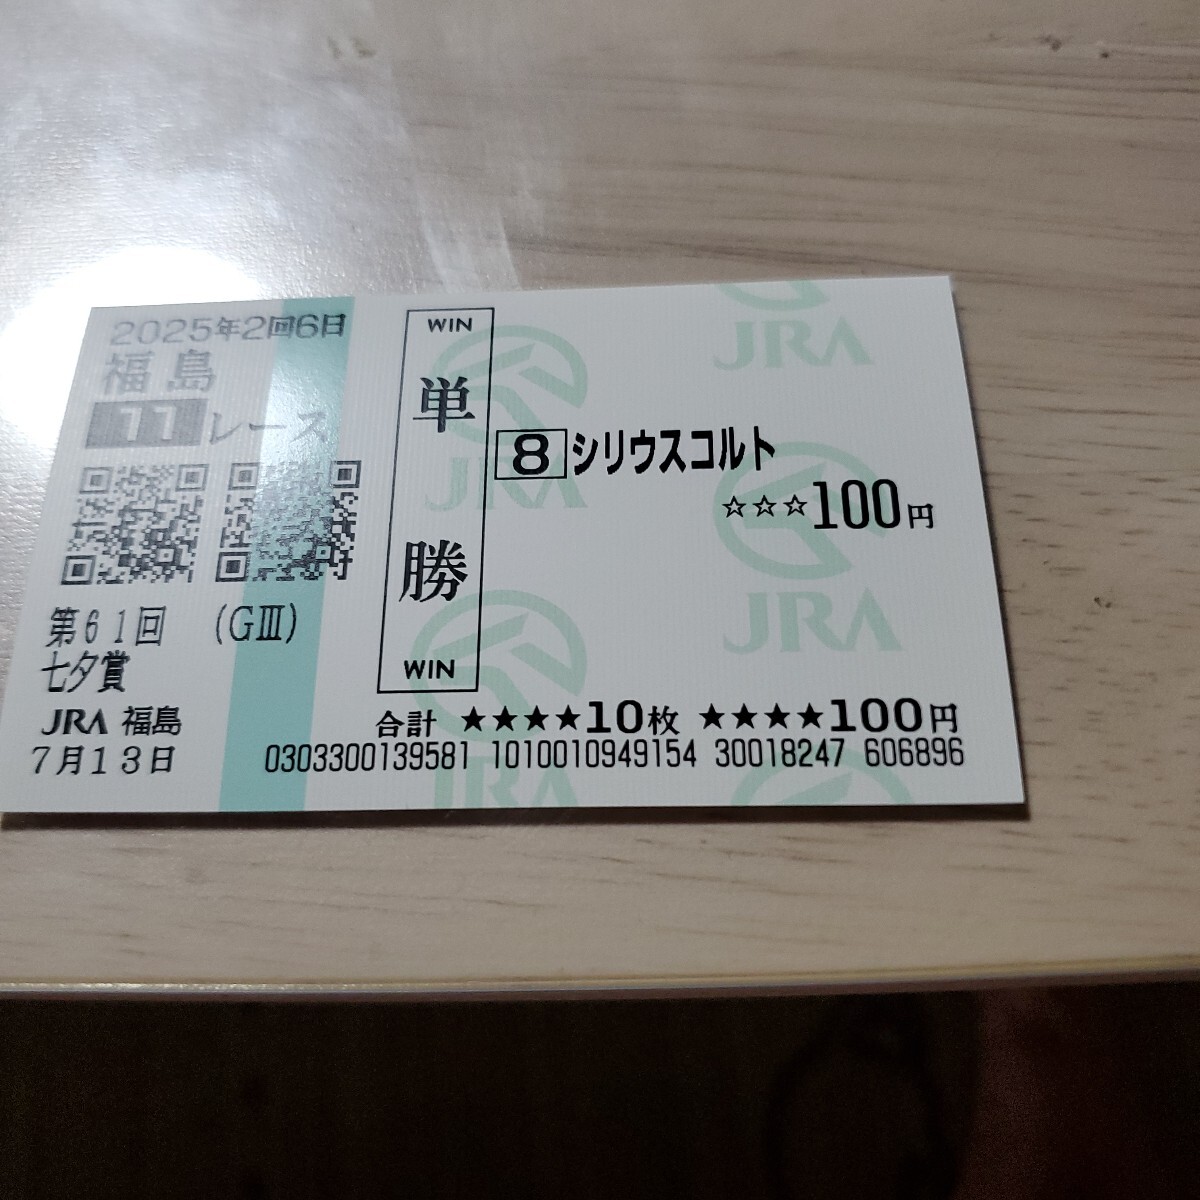 2025年2回6日
福島
11レース
第61回 (GⅢ)
七夕賞
JRA 福島
7月13日
WIN
単勝
WIN
8 シリウスコルト
☆☆☆100円
合計 ★★★★10枚 ★★★★100円
0303300139581 1010010949154 30018247 606896
JRA
JRA
JRA
JRA
JRA